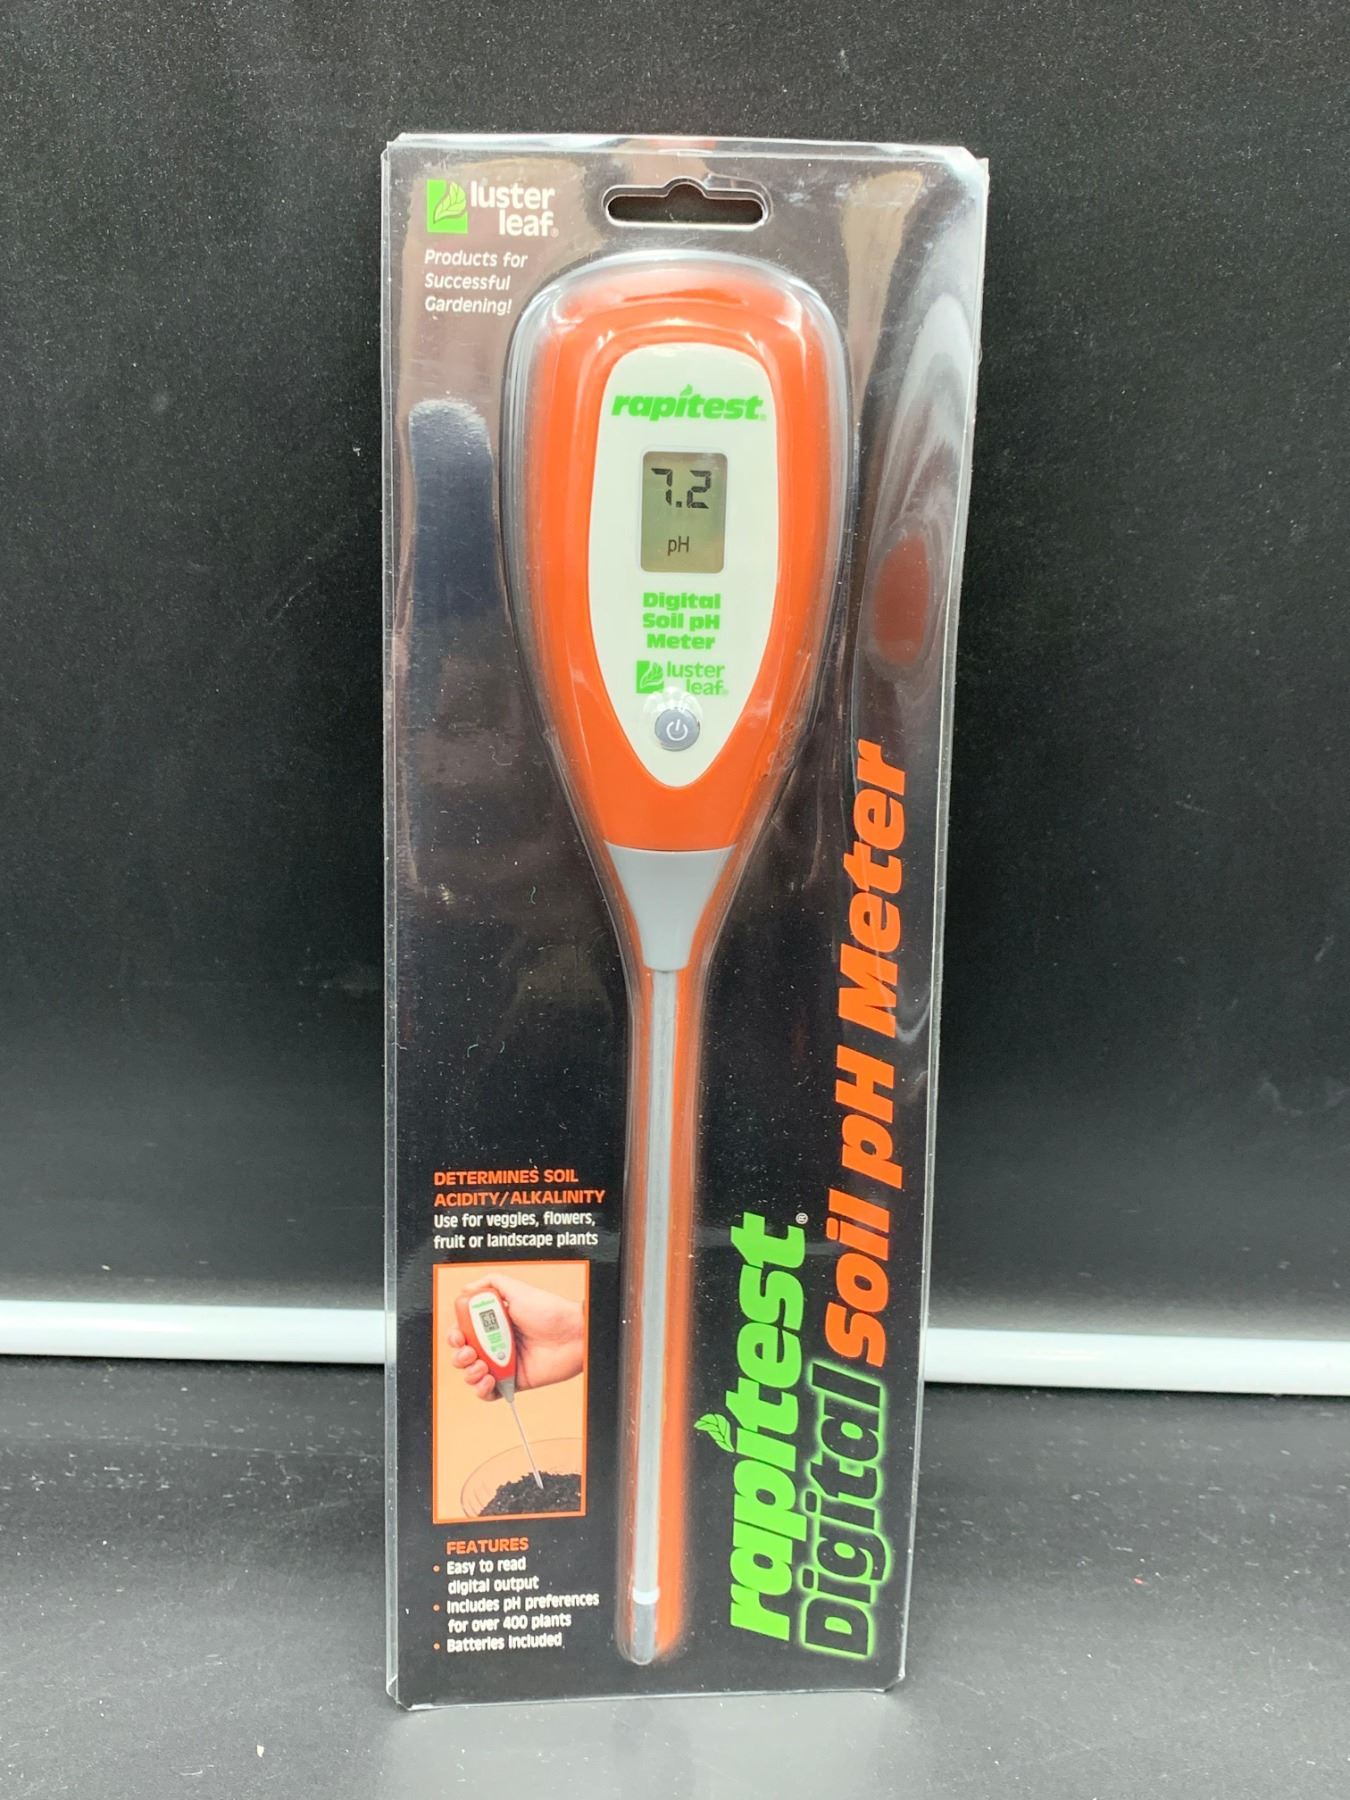 luster
leaf®
Products for
Successful
Gardening!
rapitest®
7.2
pH
Digital
Soil pH
Meter
luster
leaf®
DETERMINES SOIL
ACIDITY/ALKALINITY
Use for veggies, flowers,
fruit or landscape plants
rapitest
FEATURES
• Easy to read
digital output
• Includes pH preferences
for over 400 plants
• Batteries Included
rapitest®
Digital Soil pH Meter